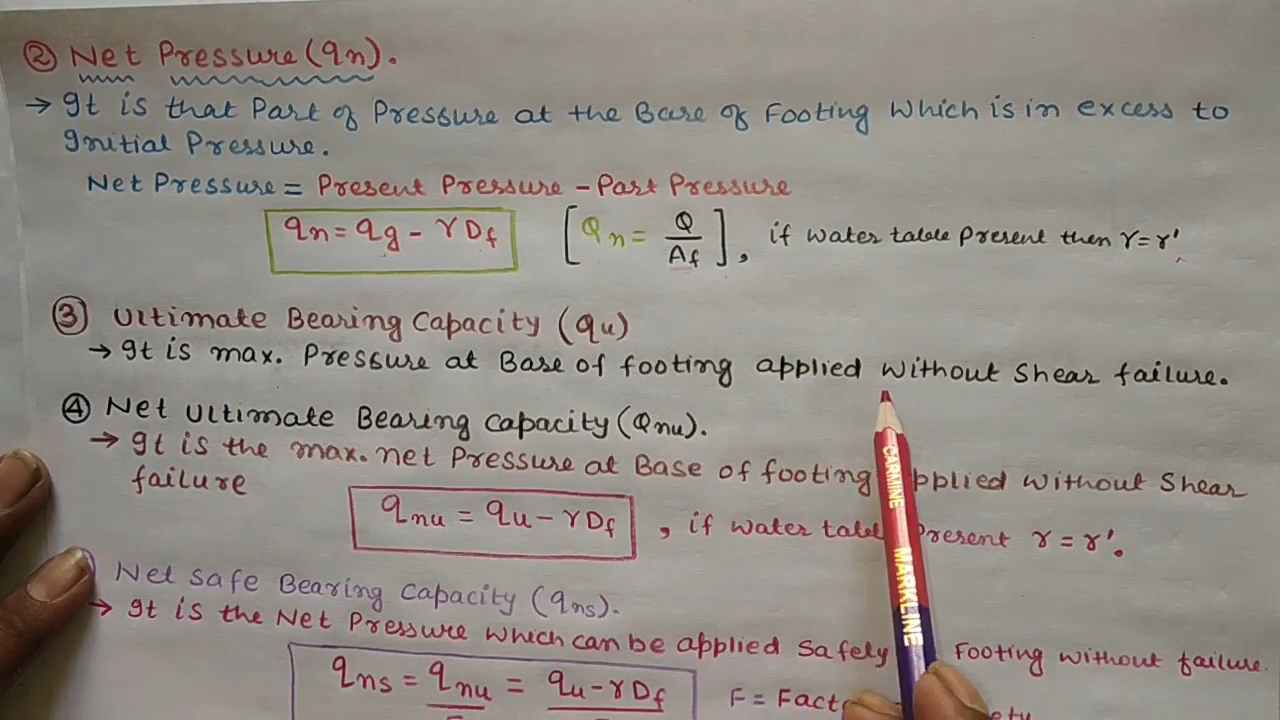 ② Net Pressure (qn).
→ It is that Part of Pressure at the Base of Footing Which is in excess to
Initial Pressure.
Net Pressure = Present Pressure - Part Pressure
qn = qg - γDf [Qn = Q/Af], if water table Present then γ = γ'
③ Ultimate Bearing Capacity (qu)
→ It is max. Pressure at Base of footing applied without Shear failure.
④ Net Ultimate Bearing Capacity (Qnu).
→ It is the max. net Pressure at Base of footing pplied without Shear
failure
qnu = qu - γDf, if water tabl resent γ = γ'.
Net Safe Bearing Capacity (qns).
→ It is the Net Pressure which can be applied Safely Footing without failure.
qns = qnu = qu - γDf F = Fact ety
CARMINE
MARKLINE